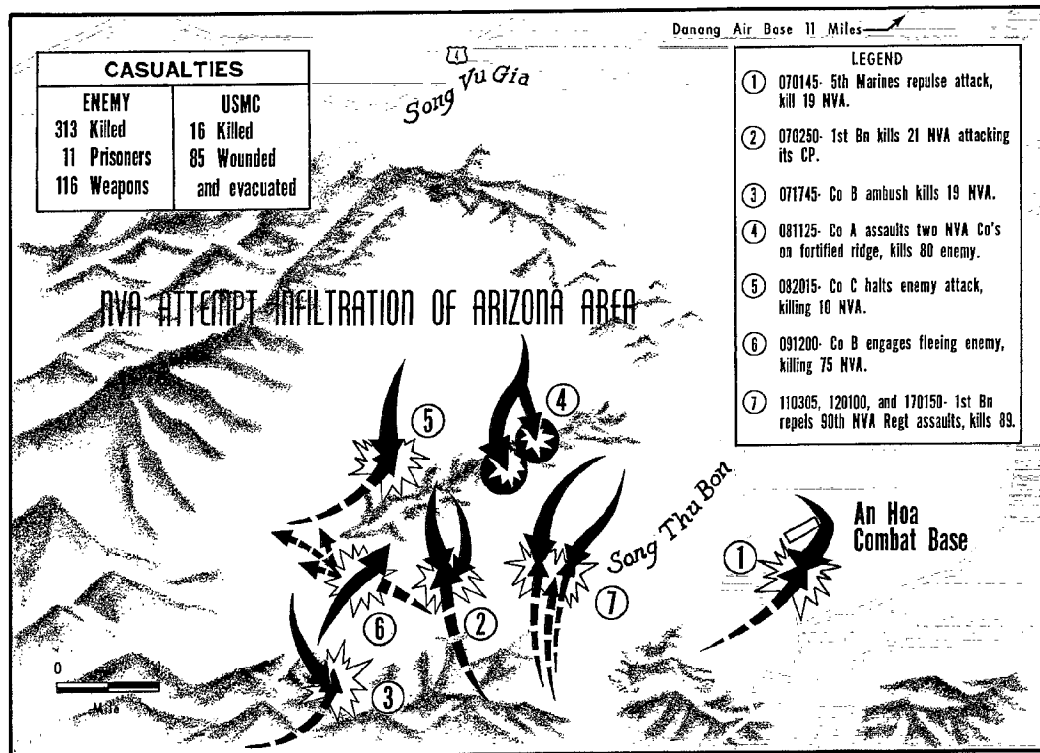 Danang Air Base 11 Miles
CASUALTIES
ENEMY
313 Killed
11 Prisoners
116 Weapons
USMC
16 Killed
85 Wounded
and evacuated
4
Song Vu Gia
LEGEND
1 070145- 5th Marines repulse attack,
kill 19 NVA.
2 070250- 1st Bn kills 21 NVA attacking
its CP.
3 071745- Co B ambush kills 19 NVA.
4 081125- Co A assaults two NVA Co's
on fortified ridge, kills 80 enemy.
5 082015- Co C halts enemy attack,
killing 10 NVA.
6 091200- Co B engages fleeing enemy,
killing 75 NVA.
7 110305, 120100, and 170150- 1st Bn
repels 90th NVA Regt assaults, kills 89.
NVA ATTEMPT INFILTRATION OF ARIZONA AREA
5
4
Song Thu Bon
An Hoa
Combat Base
1
7
6
2
3
0
Mile